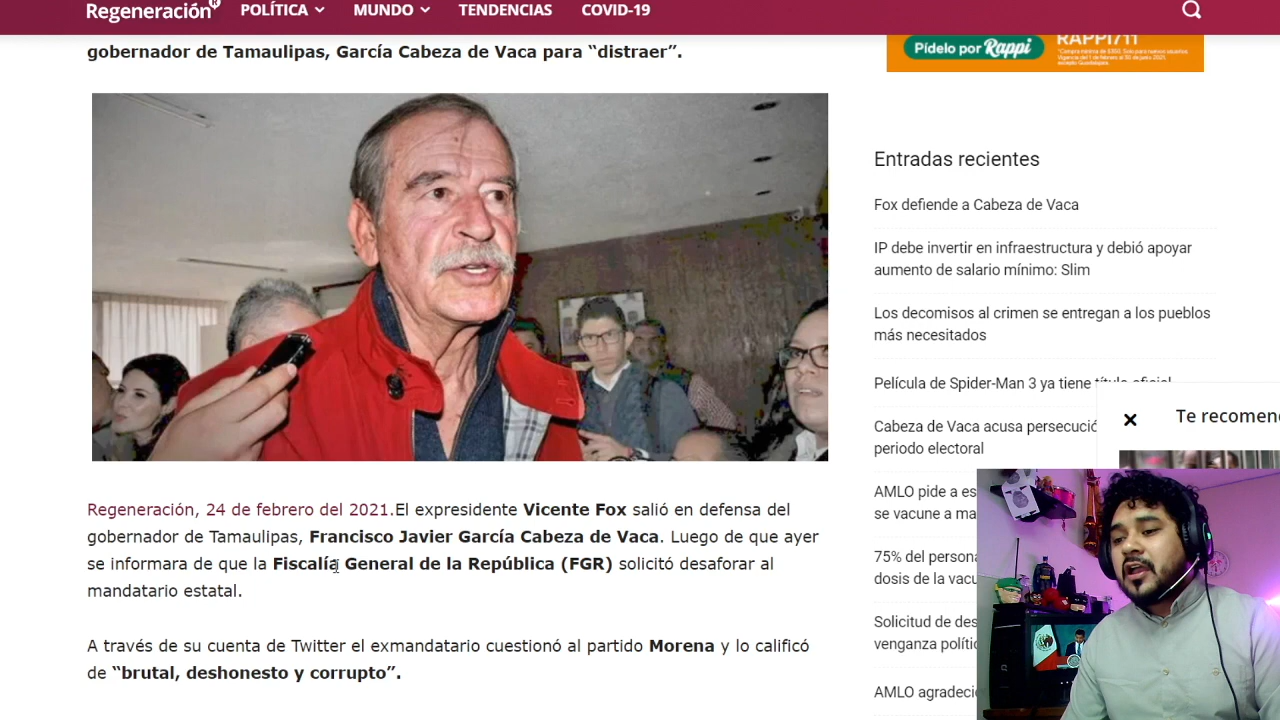 Regeneración
POLÍTICA
MUNDO
TENDENCIAS
COVID-19
gobernador de Tamaulipas, García Cabeza de Vaca para “distraer”.
Pídelo por Rappi
RAPPI711
Regeneración, 24 de febrero del 2021.El expresidente Vicente Fox salió en defensa del
gobernador de Tamaulipas, Francisco Javier García Cabeza de Vaca. Luego de que ayer
se informara de que la Fiscalía General de la República (FGR) solicitó desaforar al
mandatario estatal.
A través de su cuenta de Twitter el exmandatario cuestionó al partido Morena y lo calificó
de “brutal, deshonesto y corrupto”.
Entradas recientes
Fox defiende a Cabeza de Vaca
IP debe invertir en infraestructura y debió apoyar
aumento de salario mínimo: Slim
Los decomisos al crimen se entregan a los pueblos
más necesitados
Película de Spider-Man 3 ya tiene título oficial
Cabeza de Vaca acusa persecució
periodo electoral
AMLO pide a es
se vacune a ma
75% del persona
dosis de la vacu
Solicitud de des
venganza polític
AMLO agradeci
Te recomen